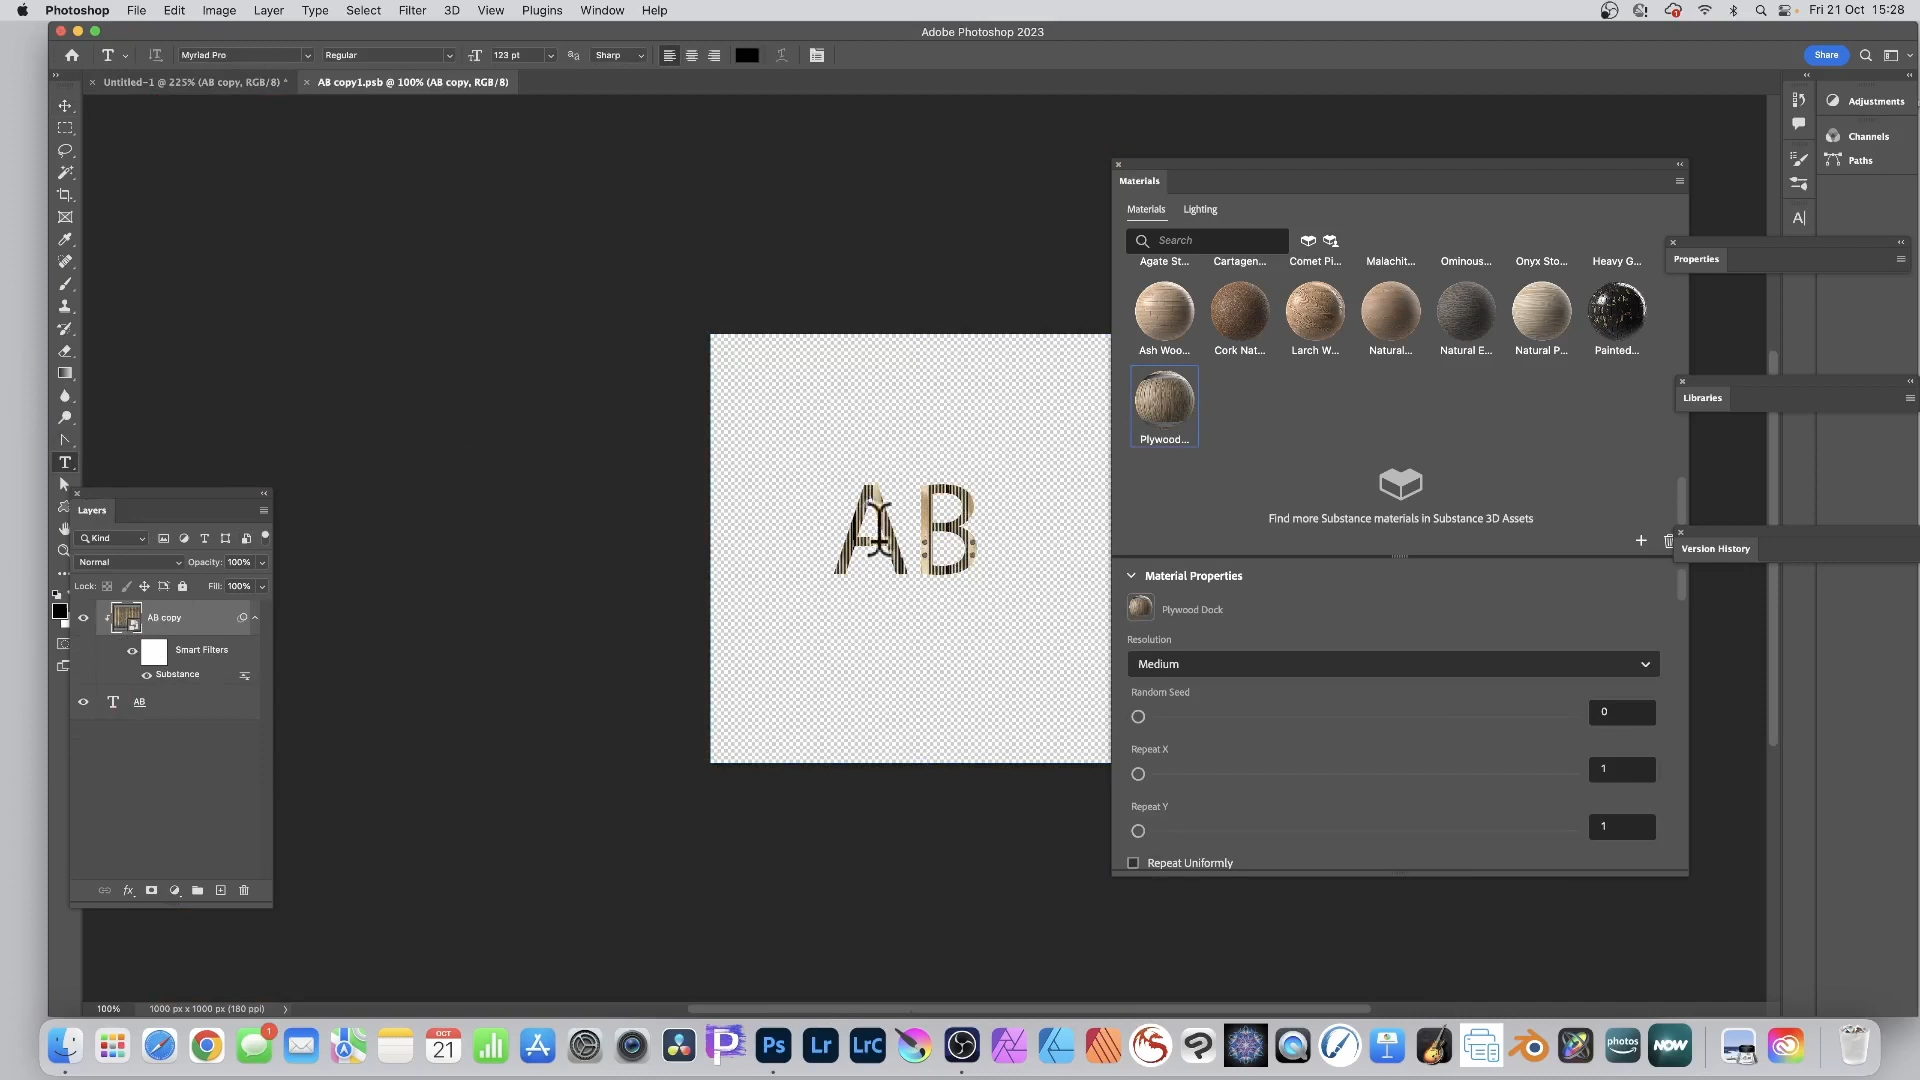 Photoshop File Edit Image Layer Type Select Filter 3D View Plugins Window Help Fri 21 Oct 15:28
Adobe Photoshop 2023
T Myriad Pro Regular 123 pt Sharp Share
Untitled-1 @ 225% (AB copy, RGB/8) * AB copy1.psb @ 100% (AB copy, RGB/8)
Adjustments
Channels
Paths
Materials
Materials Lighting
Search
Agate St... Cartagen... Comet Pi... Malachit... Ominous... Onyx Sto... Heavy G...
Properties
Ash Woo... Cork Nat... Larch W... Natural... Natural E... Natural P... Painted...
Libraries
Plywood...
AB
Find more Substance materials in Substance 3D Assets
Version History
Layers
Kind
Normal Opacity: 100%
Lock: Fill: 100%
AB copy
Smart Filters
Substance
T AB
fx
Material Properties
Plywood Dock
Resolution
Medium
Random Seed
0
Repeat X
1
Repeat Y
1
Repeat Uniformly
100% 1000 px x 1000 px (180 ppi)
1 OCT 21 Ps Lr LrC photos NOW